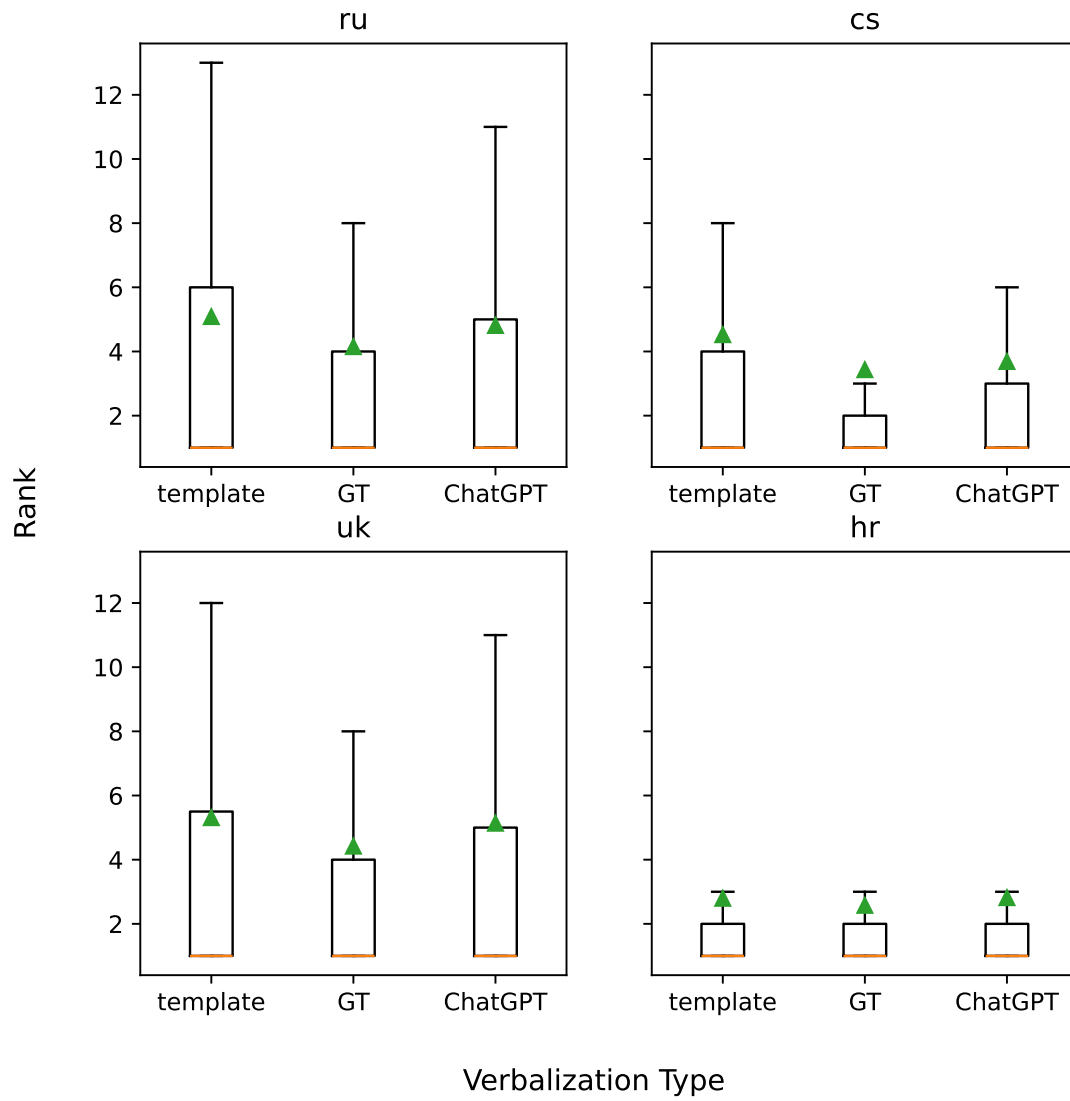 ru
cs
12
10
8
6
4
2
template GT ChatGPT
template GT ChatGPT
Rank
uk
hr
12
10
8
6
4
2
template GT ChatGPT
template GT ChatGPT
Verbalization Type